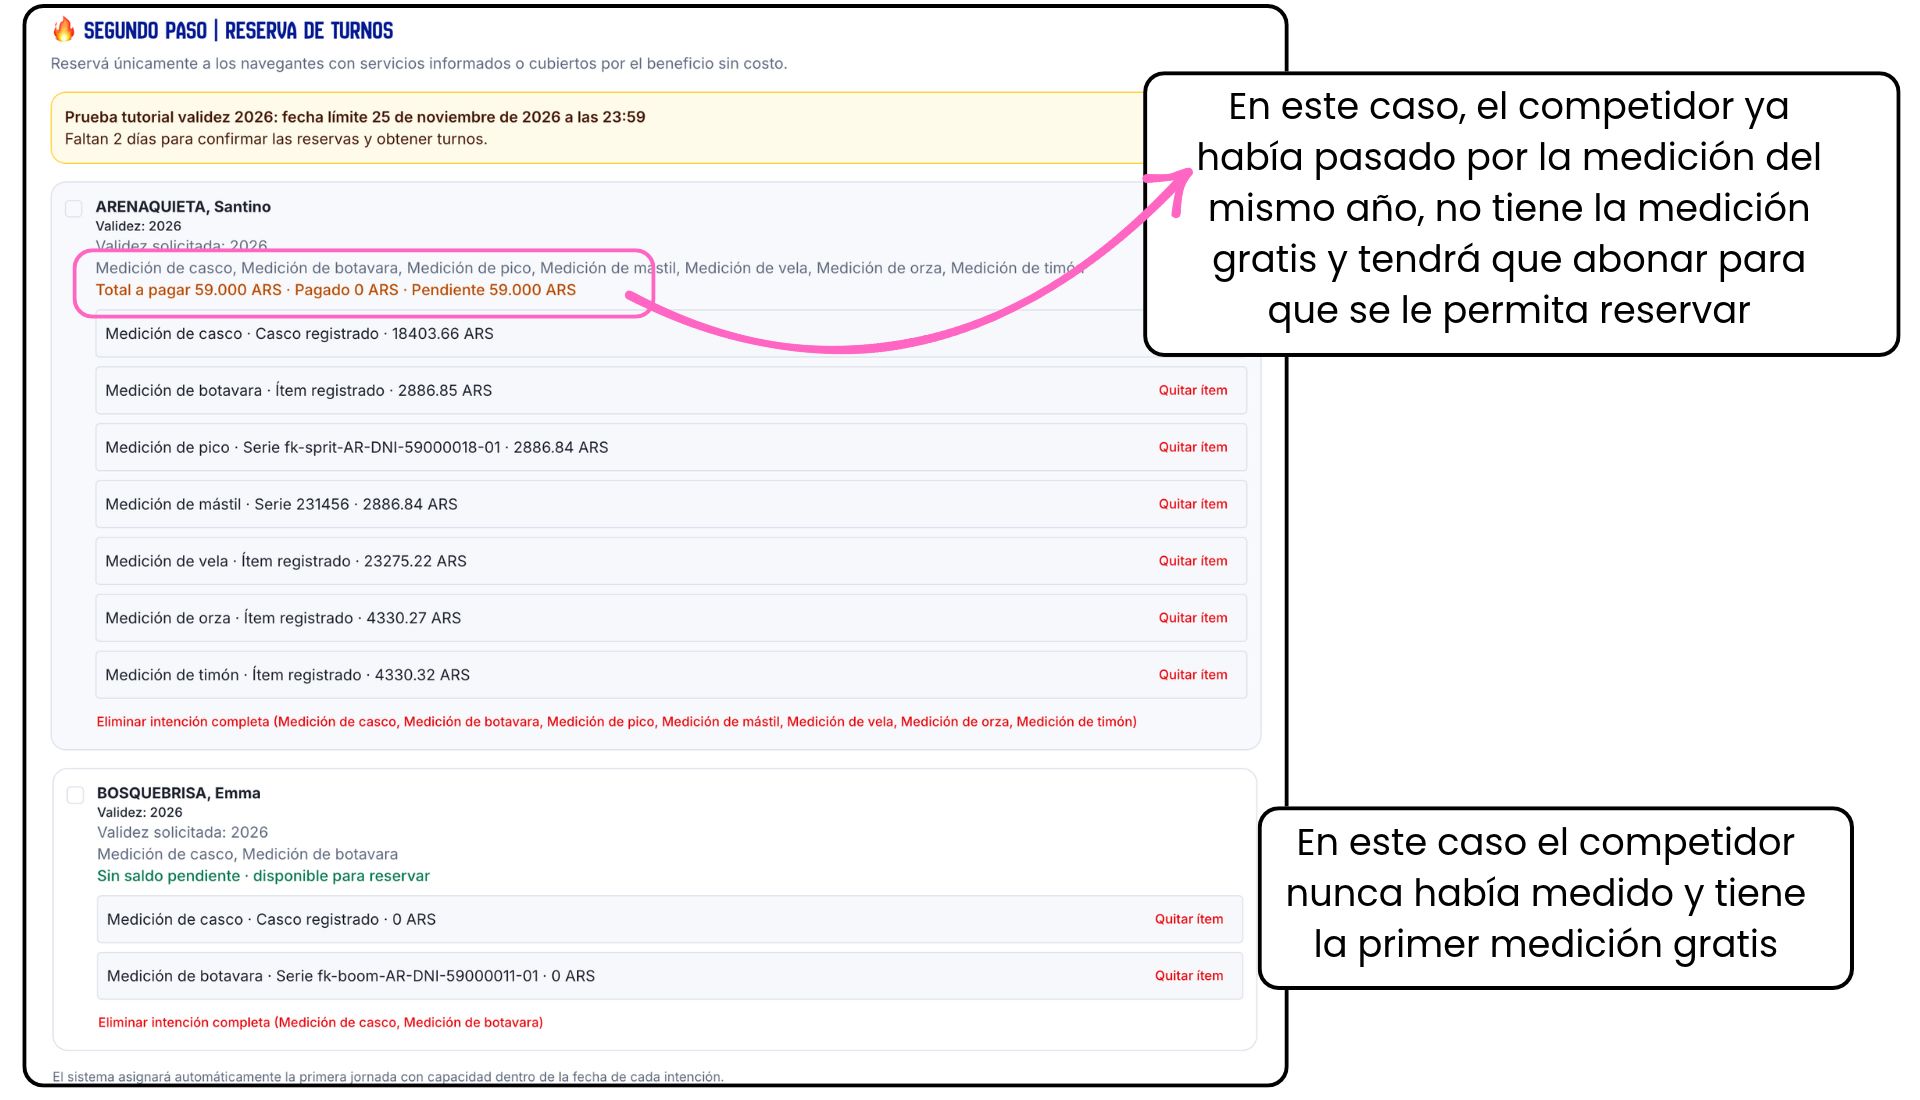 🔥 SEGUNDO PASO | RESERVA DE TURNOS
Reservá únicamente a los navegantes con servicios informados o cubiertos por el beneficio sin costo.
Prueba tutorial validez 2026: fecha límite 25 de noviembre de 2026 a las 23:59
Faltan 2 días para confirmar las reservas y obtener turnos.
En este caso, el competidor ya
había pasado por la medición del
mismo año, no tiene la medición
gratis y tendrá que abonar para
que se le permita reservar
ARENAQUIETA, Santino
Validez: 2026
Validez solicitada: 2026
Medición de casco, Medición de botavara, Medición de pico, Medición de mástil, Medición de vela, Medición de orza, Medición de timón
Total a pagar 59.000 ARS · Pagado 0 ARS · Pendiente 59.000 ARS
Medición de casco · Casco registrado · 18403.66 ARS
Medición de botavara · Ítem registrado · 2886.85 ARS Quitar ítem
Medición de pico · Serie fk-sprit-AR-DNI-59000018-01 · 2886.84 ARS Quitar ítem
Medición de mástil · Serie 231456 · 2886.84 ARS Quitar ítem
Medición de vela · Ítem registrado · 23275.22 ARS Quitar ítem
Medición de orza · Ítem registrado · 4330.27 ARS Quitar ítem
Medición de timón · Ítem registrado · 4330.32 ARS Quitar ítem
Eliminar intención completa (Medición de casco, Medición de botavara, Medición de pico, Medición de mástil, Medición de vela, Medición de orza, Medición de timón)
BOSQUEBRISA, Emma
Validez: 2026
Validez solicitada: 2026
Medición de casco, Medición de botavara
Sin saldo pendiente · disponible para reservar
Medición de casco · Casco registrado · 0 ARS Quitar ítem
Medición de botavara · Serie fk-boom-AR-DNI-59000011-01 · 0 ARS Quitar ítem
Eliminar intención completa (Medición de casco, Medición de botavara)
En este caso el competidor
nunca había medido y tiene
la primer medición gratis
El sistema asignará automáticamente la primera jornada con capacidad dentro de la fecha de cada intención.